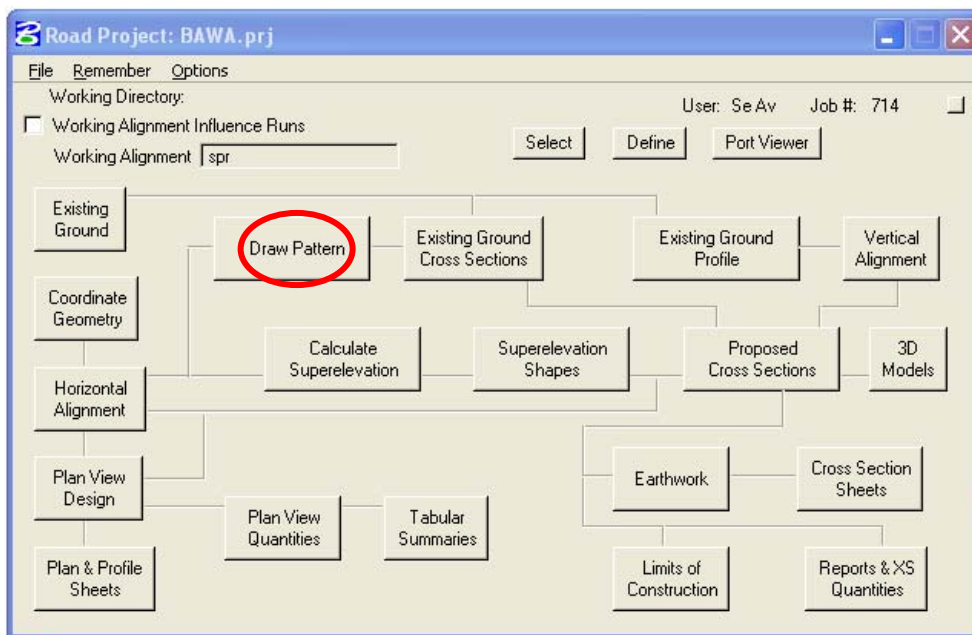 Road Project: BAWA.prj
File Remember Options
Working Directory:
User: Se Av Job #: 714
Working Alignment Influence Runs
Working Alignment spr
Select
Define
Port Viewer
Existing
Ground
Draw Pattern
Existing Ground
Cross Sections
Existing Ground
Profile
Vertical
Alignment
Coordinate
Geometry
Calculate
Superelevation
Superelevation
Shapes
Proposed
Cross Sections
3D
Models
Horizontal
Alignment
Plan View
Design
Earthwork
Cross Section
Sheets
Plan View
Quantities
Tabular
Summaries
Plan & Profile
Sheets
Limits of
Construction
Reports & XS
Quantities